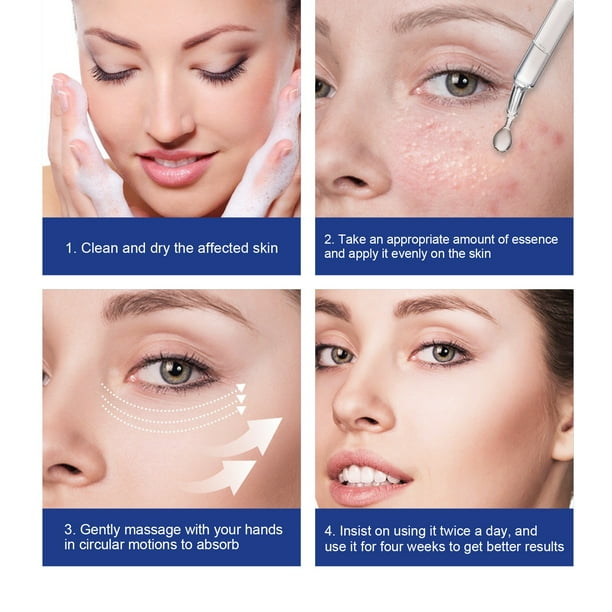 1. Clean and dry the affected skin
2. Take an appropriate amount of essence
and apply it evenly on the skin
3. Gently massage with your hands
in circular motions to absorb
4. Insist on using it twice a day, and
use it for four weeks to get better results